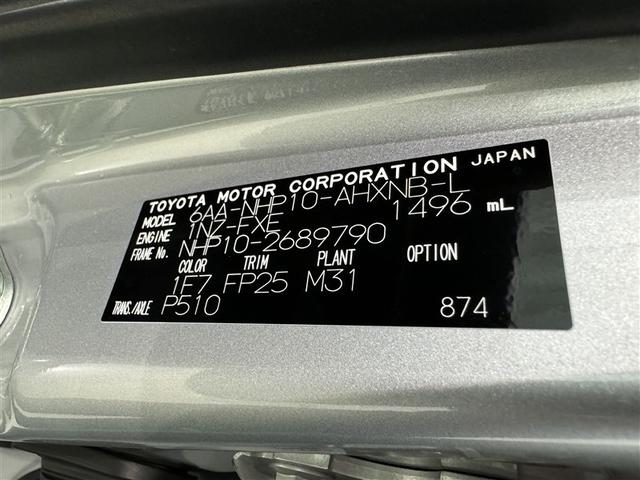 TOYOTA MOTOR CORPORATION JAPAN
MODEL 6AA-NHP10-AHXNB-L
ENGINE 1NZ-FXE 1496 mL
FRAME No. NHP10-2689790
COLOR TRIM PLANT OPTION
1F7 FP25 M31
TRANS./AXLE P510 874